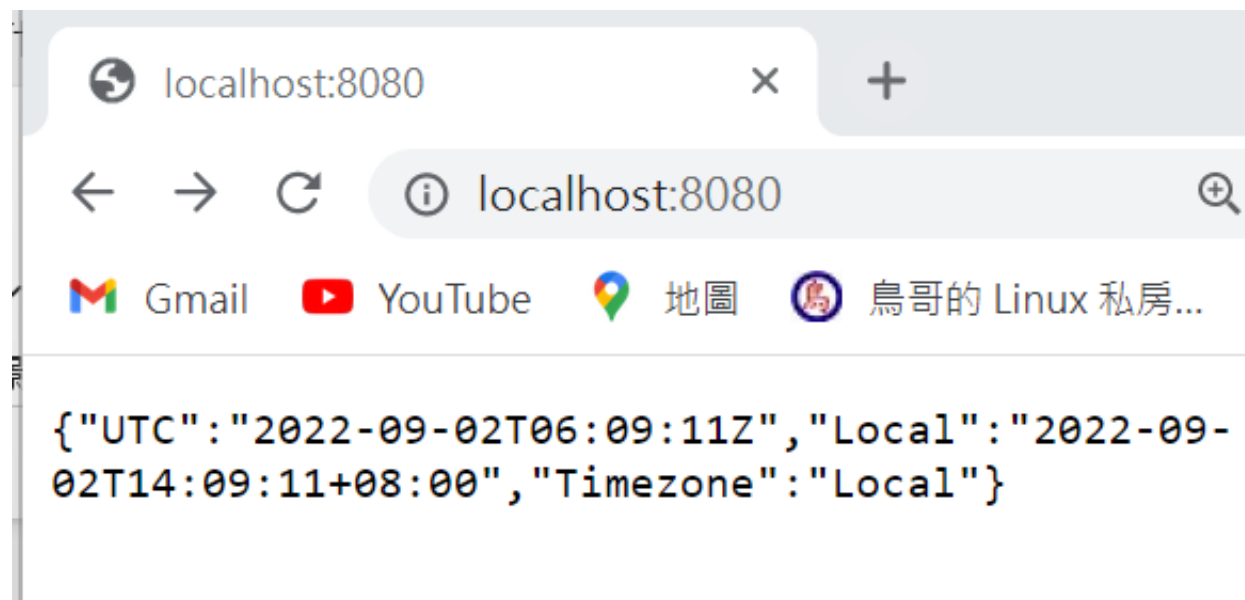 localhost:8080
localhost:8080
Gmail YouTube 地圖 鳥哥的 Linux 私房...
{"UTC":"2022-09-02T06:09:11Z","Local":"2022-09-
02T14:09:11+08:00","Timezone":"Local"}